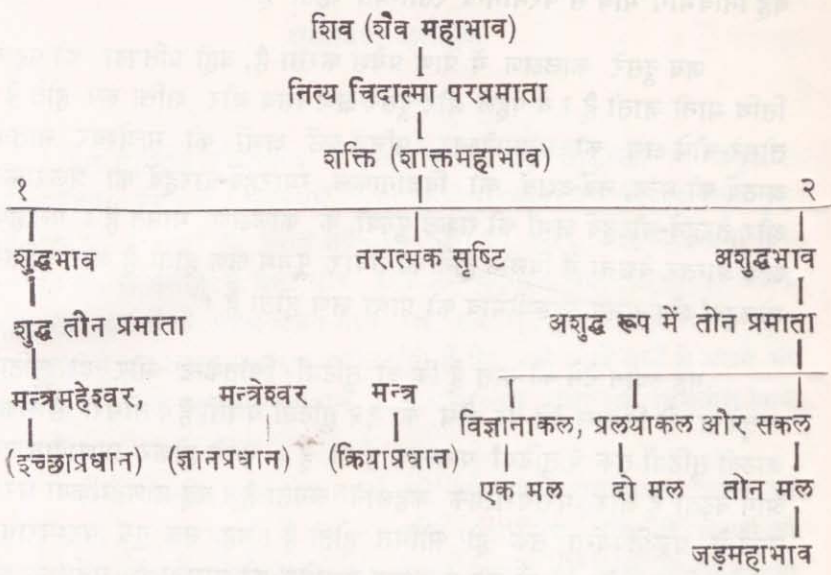 शिव (शैव महाभाव)
नित्य चिदात्मा परप्रमाता
शक्ति (शाक्तमहाभाव)
१ २
शुद्धभाव नरात्मक सृष्टि अशुद्धभाव
शुद्ध तीन प्रमाता अशुद्ध रूप में तीन प्रमाता
मन्त्रमहेश्वर, मन्त्रेश्वर मन्त्र विज्ञानाकल, प्रलयाकल और सकल
(इच्छाप्रधान) (ज्ञानप्रधान) (क्रियाप्रधान) एक मल दो मल तीन मल
जड़महाभाव